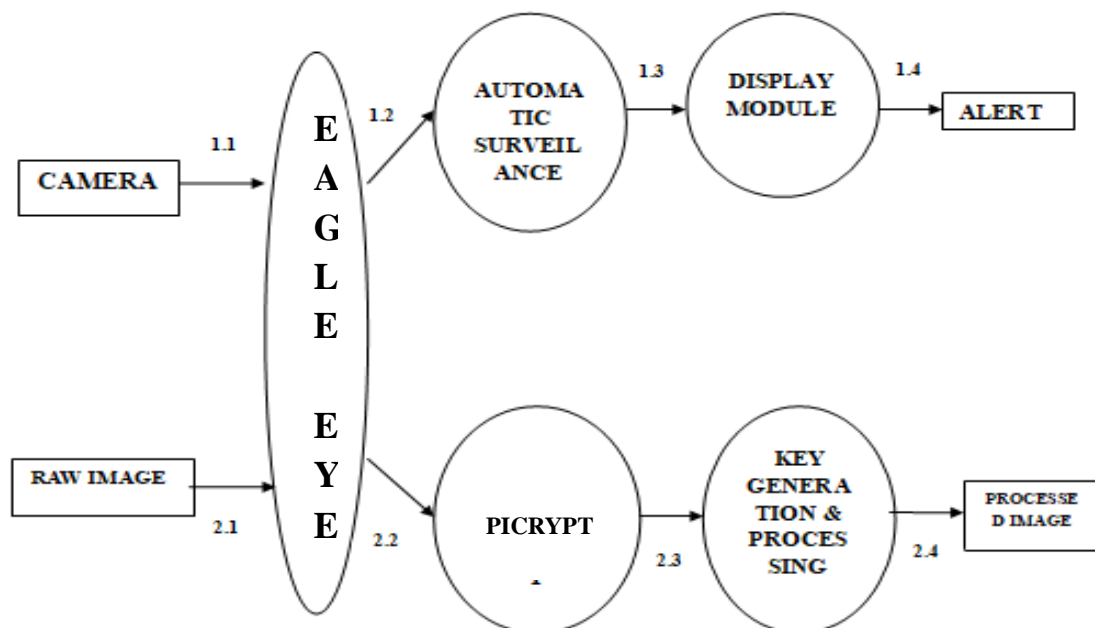 CAMERA
1.1
E
A
G
L
E
E
Y
E
1.2
AUTOMA
TIC
SURVEIL
ANCE
1.3
DISPLAY
MODULE
1.4
ALERT
RAW IMAGE
2.1
2.2
PICRYPT
2.3
KEY
GENERA
TION &
PROCES
SING
2.4
PROCESSE
D IMAGE